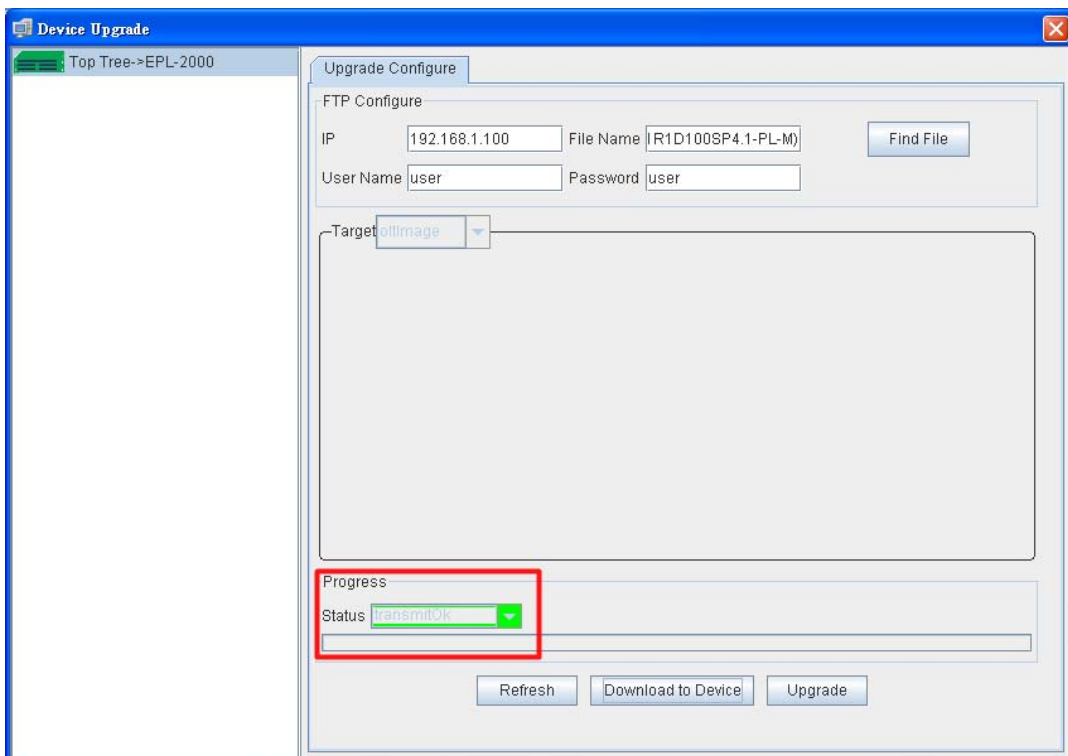 Device Upgrade
Top Tree->EPL-2000
Upgrade Configure
FTP Configure
IP 192.168.1.100 File Name R1D100SP4.1-PL-M) Find File
User Name user Password user
Target oltImage
Progress
Status transmitOk
Refresh Download to Device Upgrade